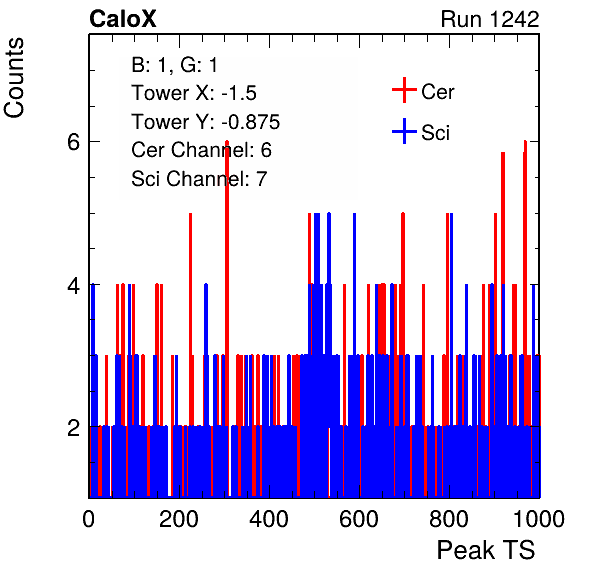 CaloX Run 1242
Counts
B: 1, G: 1
Tower X: -1.5
Tower Y: -0.875
Cer Channel: 6
Sci Channel: 7
Cer
Sci
6
4
2
0 200 400 600 800 1000
Peak TS